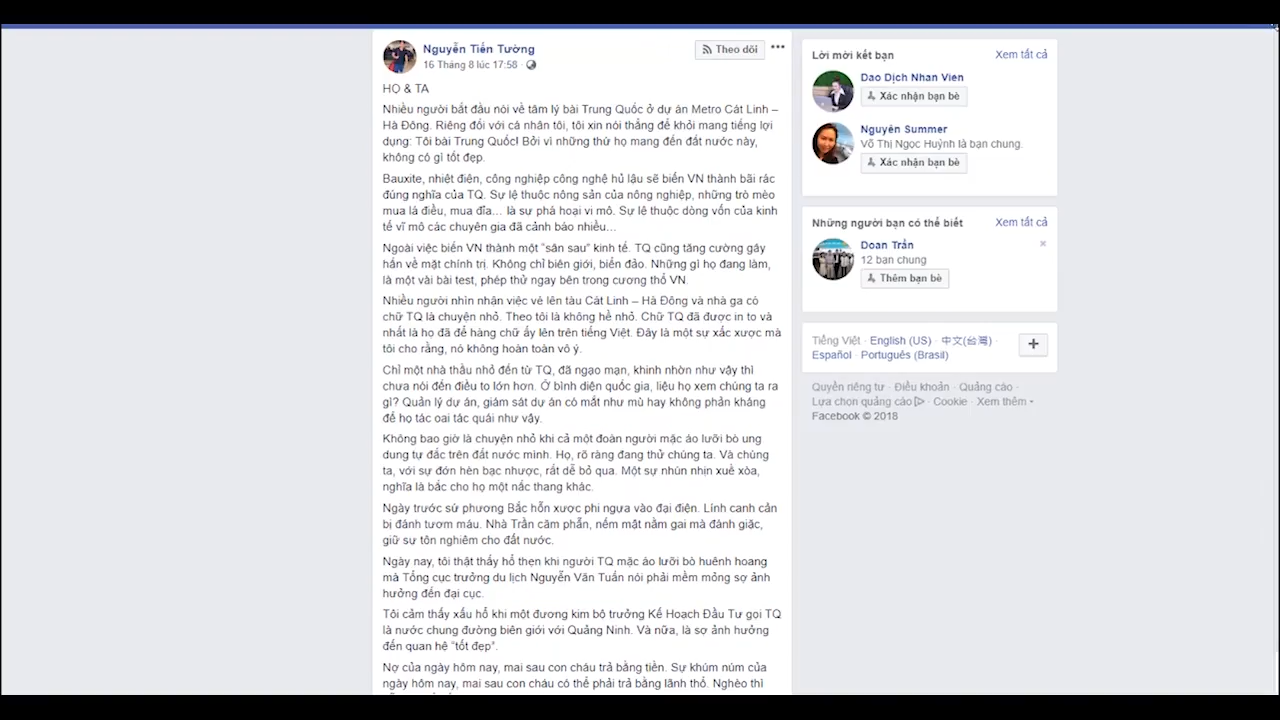 Nguyễn Tiến Tường
16 Tháng 8 lúc 17:58 ·
Theo dõi
HỌ & TA
Nhiều người bắt đầu nói về tâm lý bài Trung Quốc ở dự án Metro Cát Linh –
Hà Đông. Riêng đối với cá nhân tôi, tôi xin nói thẳng để khỏi mang tiếng lợi
dụng: Tôi bài Trung Quốc! Bởi vì những thứ họ mang đến đất nước này,
không có gì tốt đẹp.
Bauxite, nhiệt điện, công nghiệp công nghệ hủ lậu sẽ biến VN thành bãi rác
đúng nghĩa của TQ. Sự lệ thuộc nông sản của nông nghiệp, những trò mèo
mua lá điều, mua đỉa... là sự phá hoại vi mô. Sự lệ thuộc dòng vốn của kinh
tế vĩ mô các chuyên gia đã cảnh báo nhiều...
Ngoài việc biến VN thành một "sân sau" kinh tế. TQ cũng tăng cường gây
hấn về mặt chính trị. Không chỉ biên giới, biển đảo. Những gì họ đang làm,
là một vài bài test, phép thử ngay bên trong cương thổ VN.
Nhiều người nhìn nhận việc vé lên tàu Cát Linh – Hà Đông và nhà ga có
chữ TQ là chuyện nhỏ. Theo tôi là không hề nhỏ. Chữ TQ đã được in to và
nhất là họ đã để hàng chữ ấy lên trên tiếng Việt. Đây là một sự xấc xược mà
tôi cho rằng, nó không hoàn toàn vô ý.
Chỉ một nhà thầu nhỏ đến từ TQ, đã ngạo mạn, khinh nhờn như vậy thì
chưa nói đến điều to lớn hơn. Ở bình diện quốc gia, liệu họ xem chúng ta ra
gì? Quản lý dự án, giám sát dự án có mắt như mù hay không phản kháng
để họ tác oai tác quái như vậy.
Không bao giờ là chuyện nhỏ khi cả một đoàn người mặc áo lưỡi bò ung
dung tự đắc trên đất nước mình. Họ, rõ ràng đang thử chúng ta. Và chúng
ta, với sự đớn hèn bạc nhược, rất dễ bỏ qua. Một sự nhún nhịn xuề xòa,
nghĩa là bắc cho họ một nấc thang khác.
Ngày trước sứ phương Bắc hỗn xược phi ngựa vào đại điện. Lính canh cản
bị đánh tươm máu. Nhà Trần căm phẫn, nếm mật nằm gai mà đánh giặc,
giữ sự tôn nghiêm cho đất nước.
Ngày nay, tôi thật thấy hổ thẹn khi người TQ mặc áo lưỡi bò huênh hoang
mà Tổng cục trưởng du lịch Nguyễn Văn Tuấn nói phải mềm mỏng sợ ảnh
hưởng đến đại cục.
Tôi cảm thấy xấu hổ khi một đương kim bộ trưởng Kế Hoạch Đầu Tư gọi TQ
là nước chung đường biên giới với Quảng Ninh. Và nữa, là sợ ảnh hưởng
đến quan hệ "tốt đẹp".
Nợ của ngày hôm nay, mai sau con cháu trả bằng tiền. Sự khúm núm của
ngày hôm nay, mai sau con cháu có thể phải trả bằng lãnh thổ. Nghèo thì
Lời mời kết bạn
Xem tất cả
Dao Dịch Nhan Vien
Xác nhận bạn bè
Nguyên Summer
Võ Thị Ngọc Huỳnh là bạn chung.
Xác nhận bạn bè
Những người bạn có thể biết
Xem tất cả
Doan Trần
12 bạn chung
Thêm bạn bè
Tiếng Việt · English (US) · 中文(台灣) ·
Español · Português (Brasil)
Quyền riêng tư · Điều khoản · Quảng cáo ·
Lựa chọn quảng cáo · Cookie · Xem thêm
Facebook © 2018